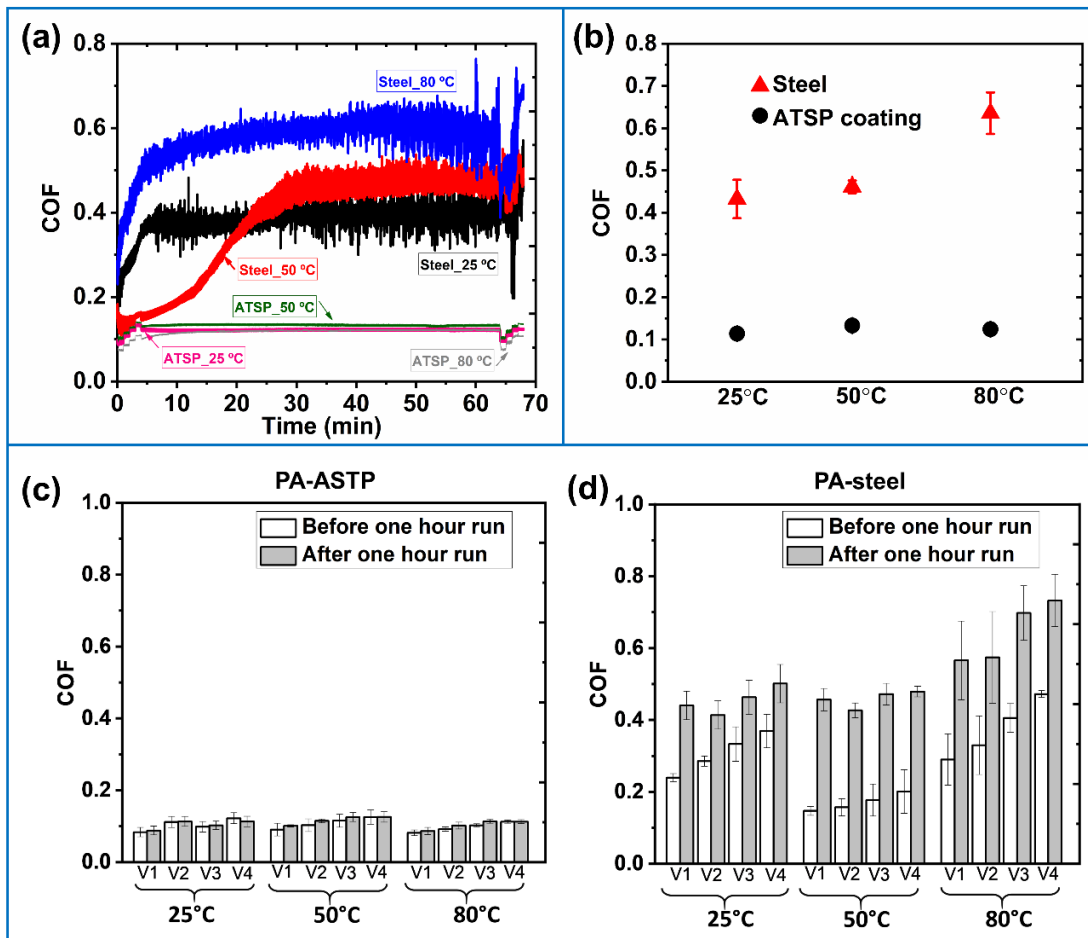 (a)
0.8
0.6
0.4
0.2
0.0
COF
Steel_80 ºC
Steel_50 ºC
Steel_25 ºC
ATSP_50 ºC
ATSP_25 ºC
ATSP_80 ºC
0 10 20 30 40 50 60 70
Time (min)
(b)
0.8
0.7
0.6
0.5
0.4
0.3
0.2
0.1
0.0
COF
Steel
ATSP coating
25°C 50°C 80°C
(c)
PA-ASTP
1.0
0.8
0.6
0.4
0.2
0.0
COF
Before one hour run
After one hour run
V1 V2 V3 V4 V1 V2 V3 V4 V1 V2 V3 V4
25°C 50°C 80°C
(d)
PA-steel
1.0
0.8
0.6
0.4
0.2
0.0
COF
Before one hour run
After one hour run
V1 V2 V3 V4 V1 V2 V3 V4 V1 V2 V3 V4
25°C 50°C 80°C